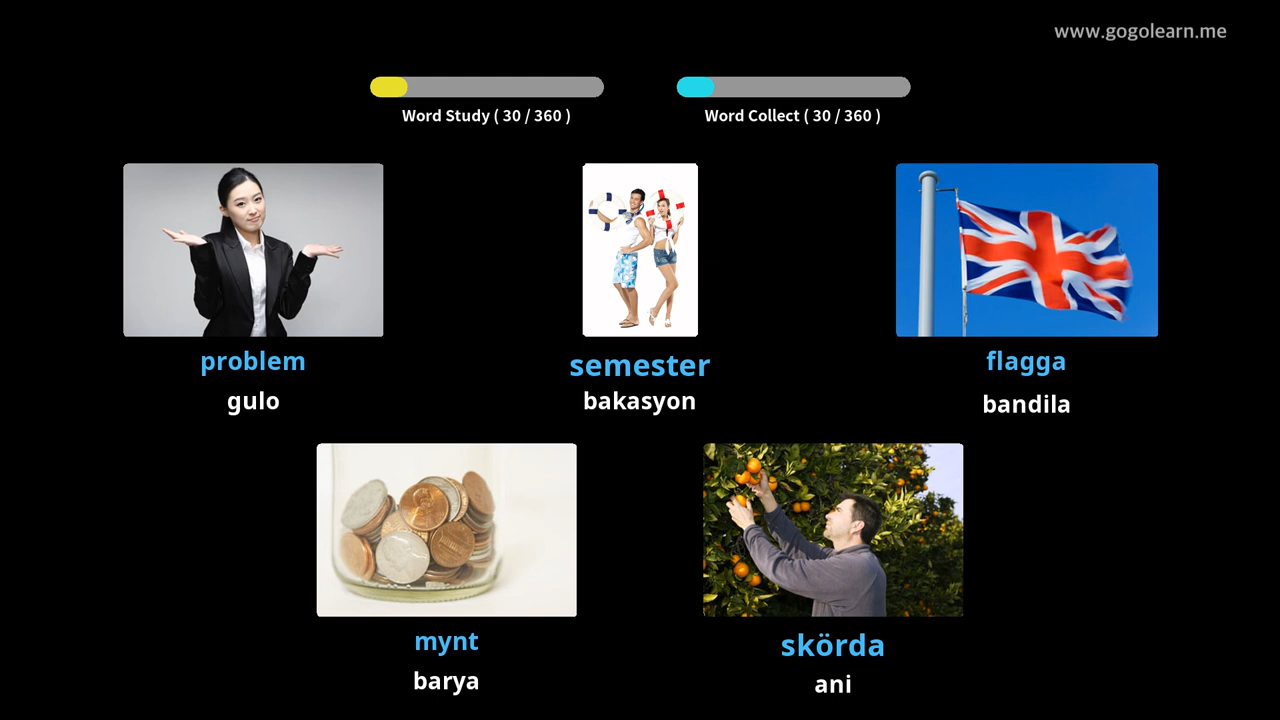 www.gogolearn.me
Word Study ( 30 / 360 )
Word Collect ( 30 / 360 )
problem
gulo
semester
bakasyon
flagga
bandila
mynt
barya
skörda
ani